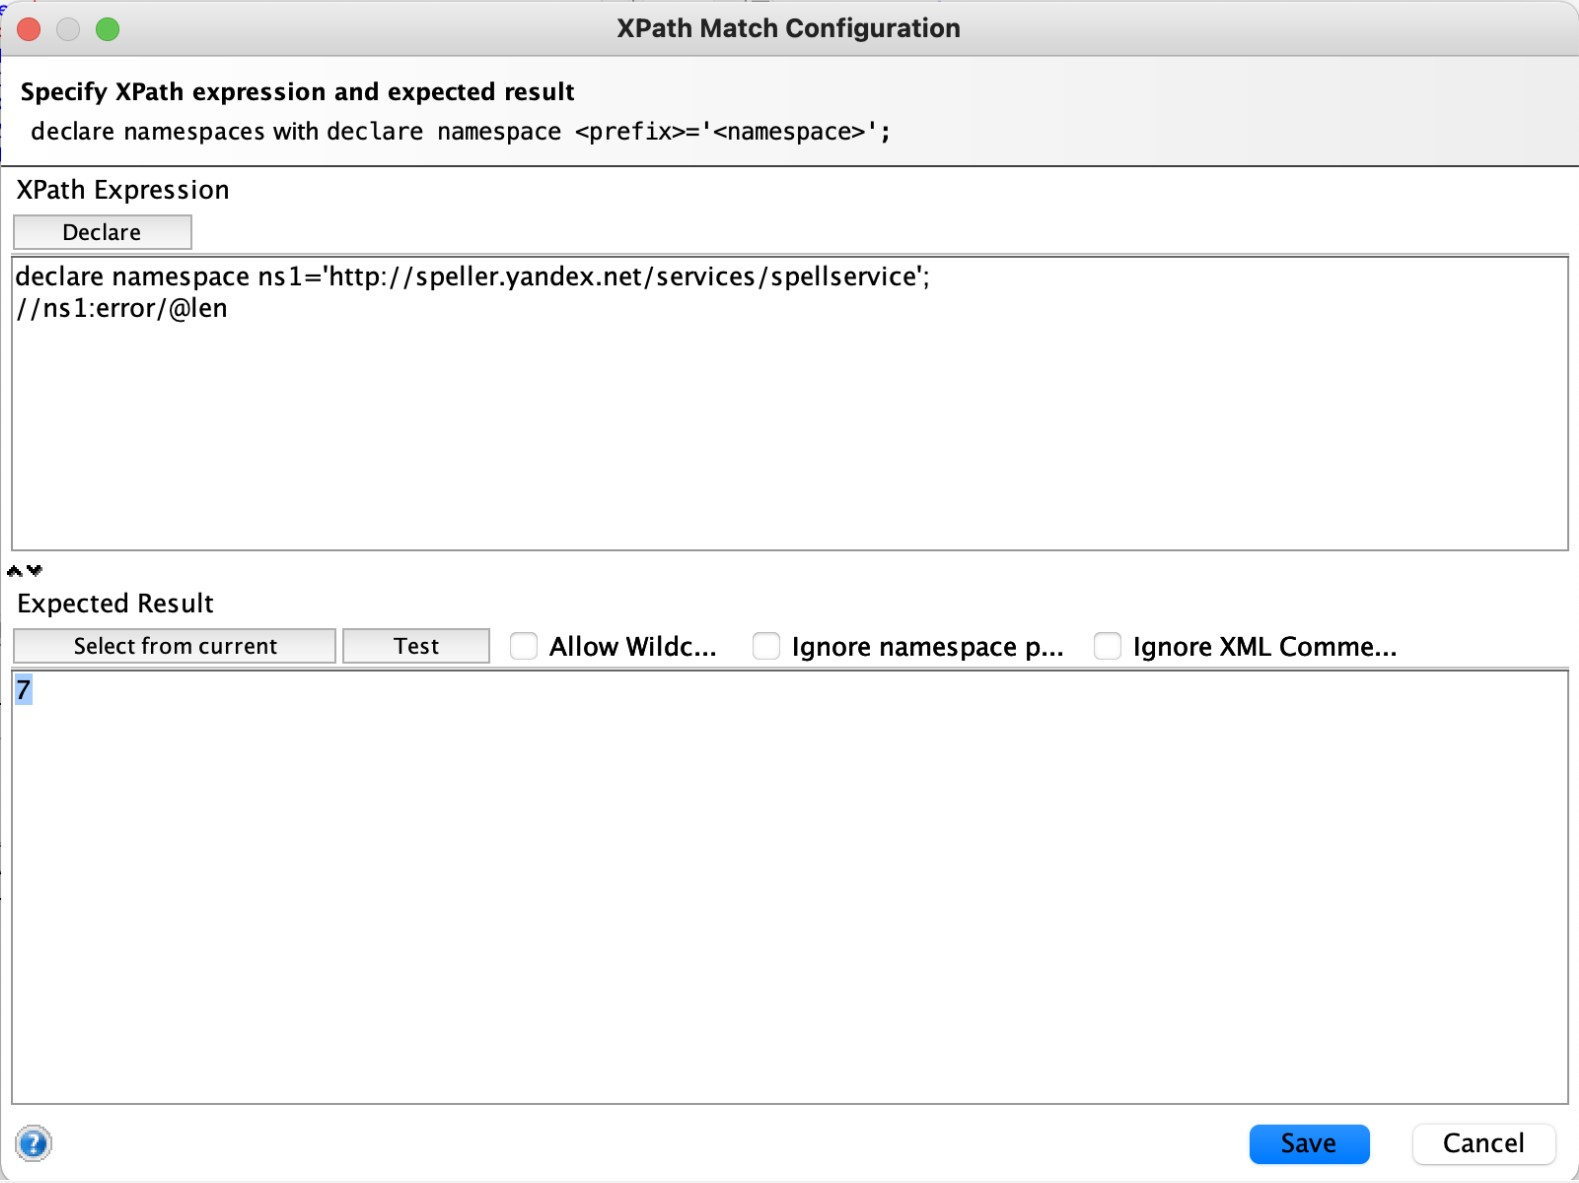 XPath Match Configuration
Specify XPath expression and expected result
declare namespaces with declare namespace <prefix>='<namespace>';
XPath Expression
Declare
declare namespace ns1='http://speller.yandex.net/services/spellservice';
//ns1:error/@len
Expected Result
Select from current Test Allow Wildc... Ignore namespace p... Ignore XML Comme...
7
?
Save Cancel